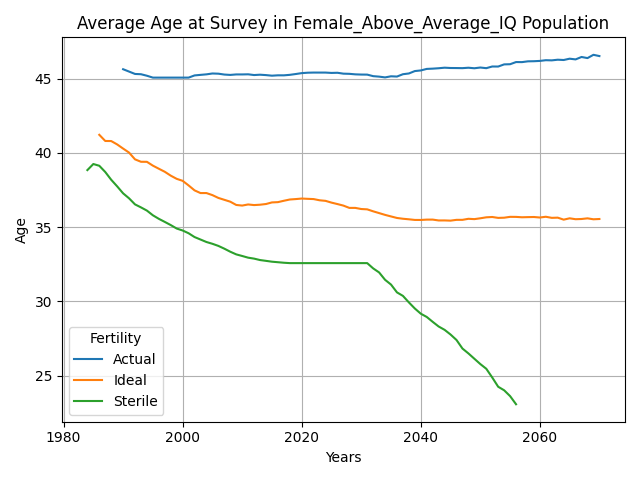 Average Age at Survey in Female_Above_Average_IQ Population
Age
45
40
35
30
25
Fertility
Actual
Ideal
Sterile
1980
2000
2020
2040
2060
Years